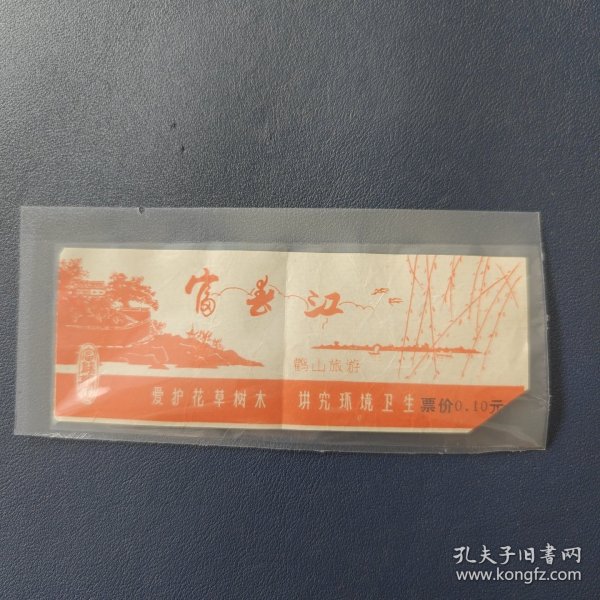 富春江
鹳山旅游
爱护花草树木 讲究环境卫生 票价0.10元
孔夫子旧书网
www.kongfz.com